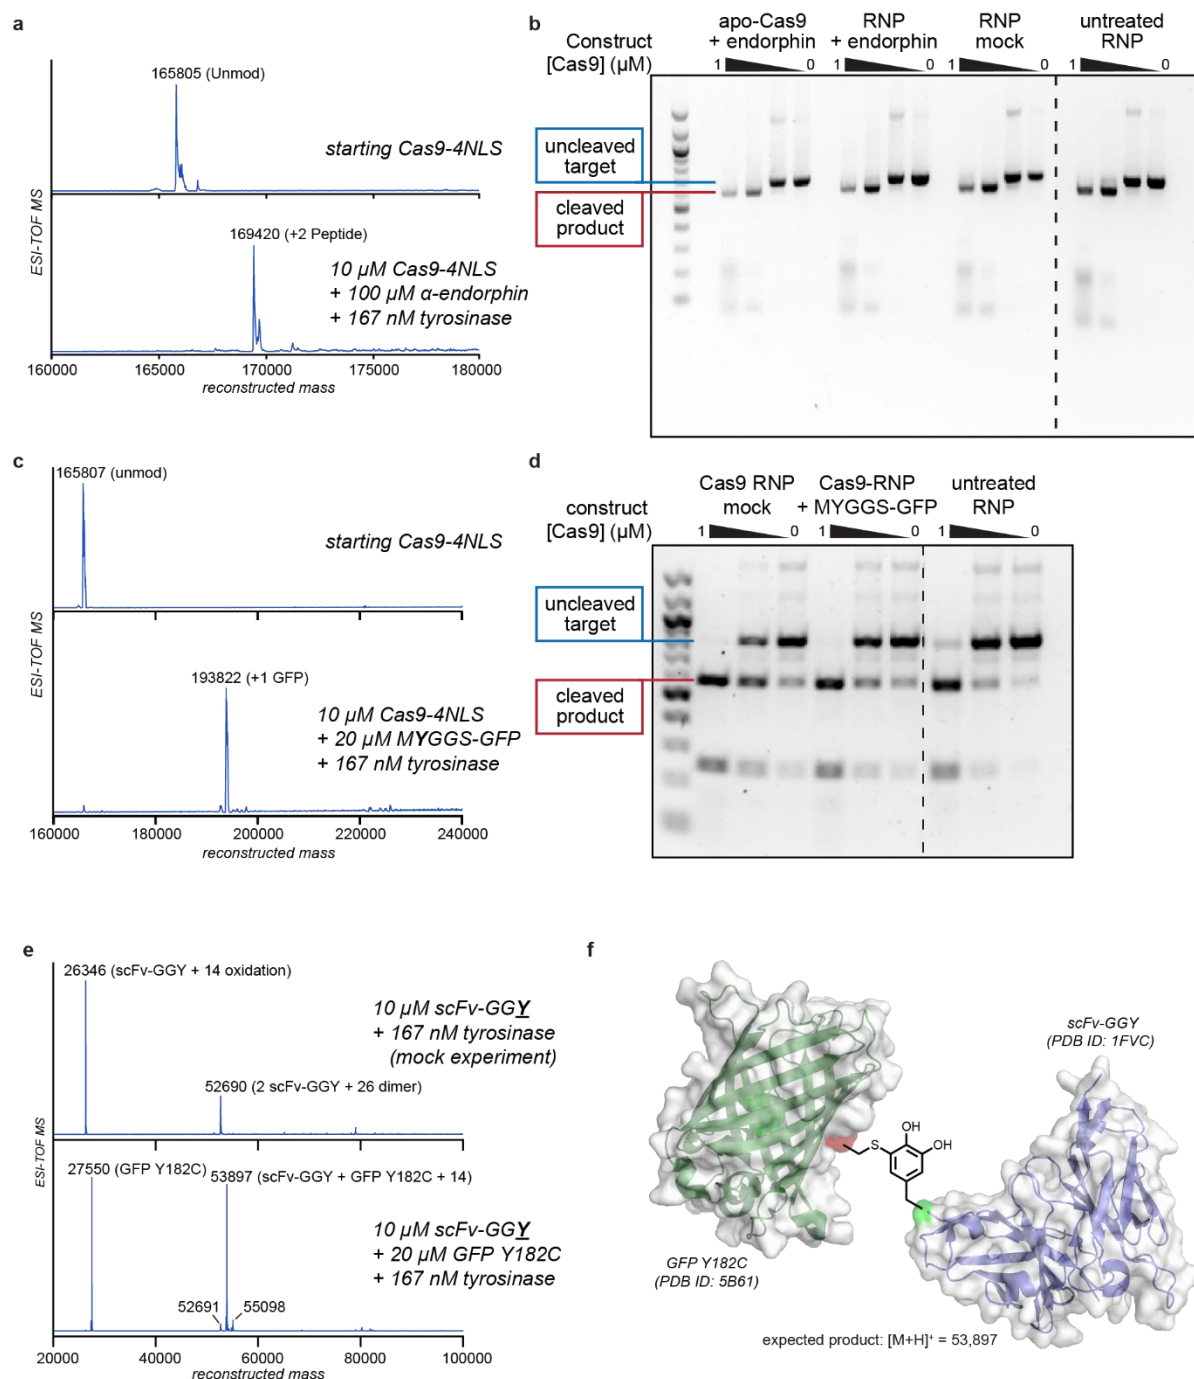 a
165805 (Unmod)
starting Cas9-4NLS
169420 (+2 Peptide)
10 µM Cas9-4NLS
+ 100 µM α-endorphin
+ 167 nM tyrosinase
ESI-TOF MS
160000 165000 170000 175000 180000
reconstructed mass
b
Construct
[Cas9] (µM)
apo-Cas9
+ endorphin
RNP
+ endorphin
RNP
mock
untreated
RNP
1 0 1 0 1 0 1 0
uncleaved
target
cleaved
product
c
165807 (unmod)
starting Cas9-4NLS
193822 (+1 GFP)
10 µM Cas9-4NLS
+ 20 µM MYGGS-GFP
+ 167 nM tyrosinase
ESI-TOF MS
160000 180000 200000 220000 240000
reconstructed mass
d
construct
[Cas9] (µM)
Cas9 RNP
mock
Cas9-RNP
+ MYGGS-GFP
untreated
RNP
1 0 1 0 1 0
uncleaved
target
cleaved
product
e
26346 (scFv-GGY + 14 oxidation)
10 µM scFv-GGY
+ 167 nM tyrosinase
(mock experiment)
52690 (2 scFv-GGY + 26 dimer)
27550 (GFP Y182C)
53897 (scFv-GGY + GFP Y182C + 14)
10 µM scFv-GGY
+ 20 µM GFP Y182C
+ 167 nM tyrosinase
52691
55098
ESI-TOF MS
20000 40000 60000 80000 100000
reconstructed mass
f
scFv-GGY
(PDB ID: 1FVC)
OH
OH
S
GFP Y182C
(PDB ID: 5B61)
expected product: [M+H]⁺ = 53,897